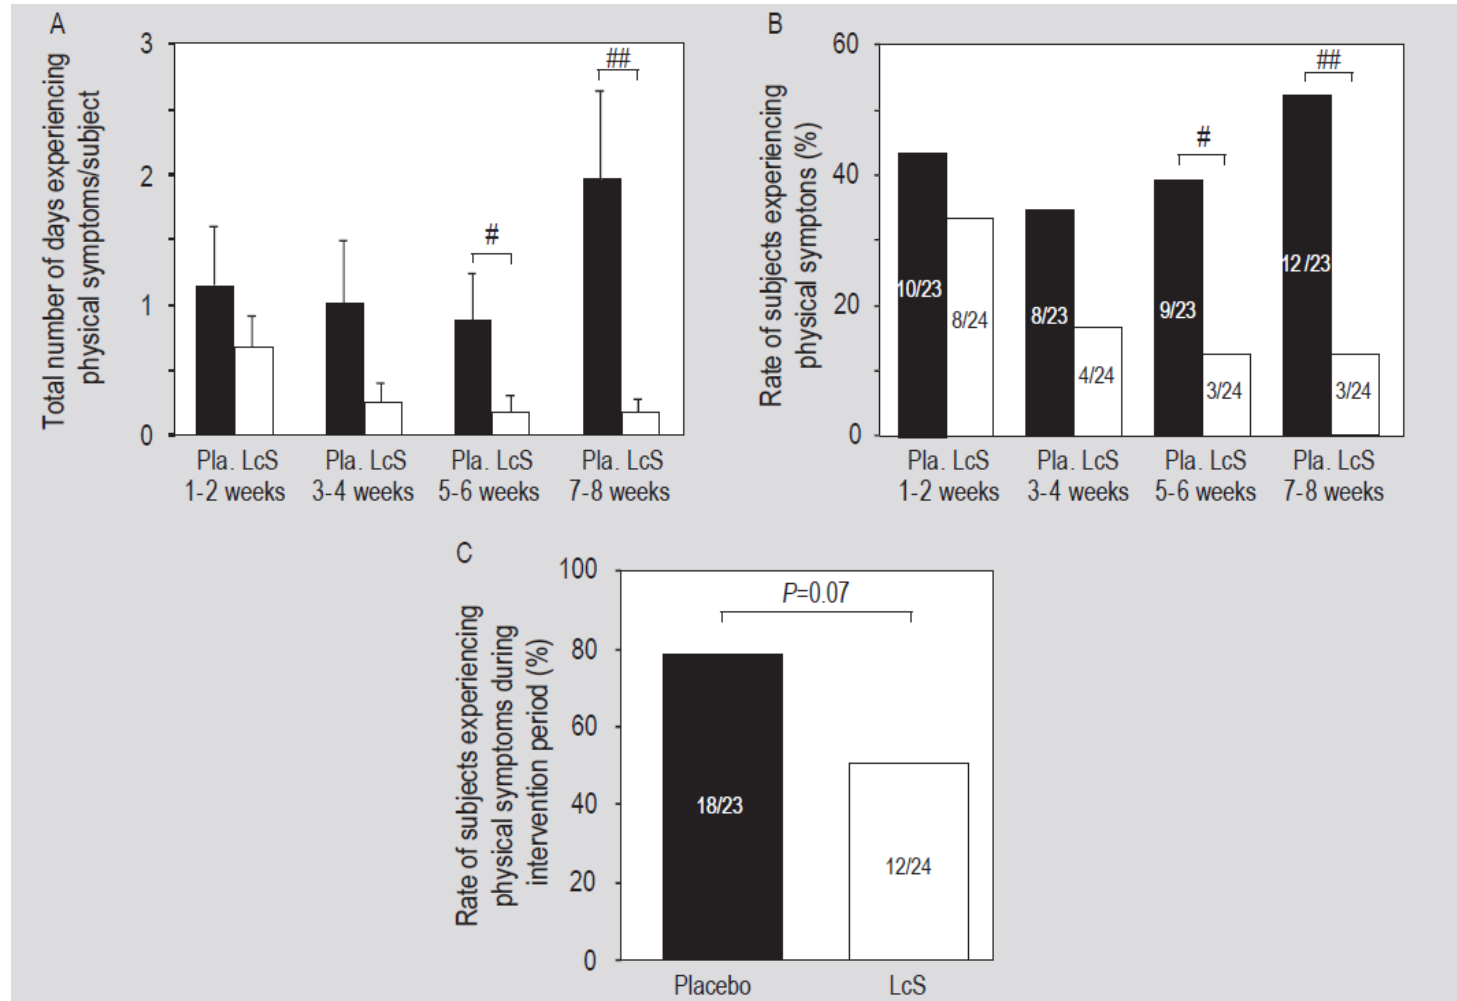 A
Total number of days experiencing
physical symptoms/subject
3
2
1
0
#
##
Pla. LcS
1-2 weeks
Pla. LcS
3-4 weeks
Pla. LcS
5-6 weeks
Pla. LcS
7-8 weeks
B
Rate of subjects experiencing
physical symptons (%)
60
40
20
0
#
##
10/23
8/24
8/23
4/24
9/23
3/24
12/23
3/24
Pla. LcS
1-2 weeks
Pla. LcS
3-4 weeks
Pla. LcS
5-6 weeks
Pla. LcS
7-8 weeks
C
Rate of subjects experiencing
physical symptoms during
intervention period (%)
100
80
60
40
20
0
P=0.07
18/23
12/24
Placebo
LcS